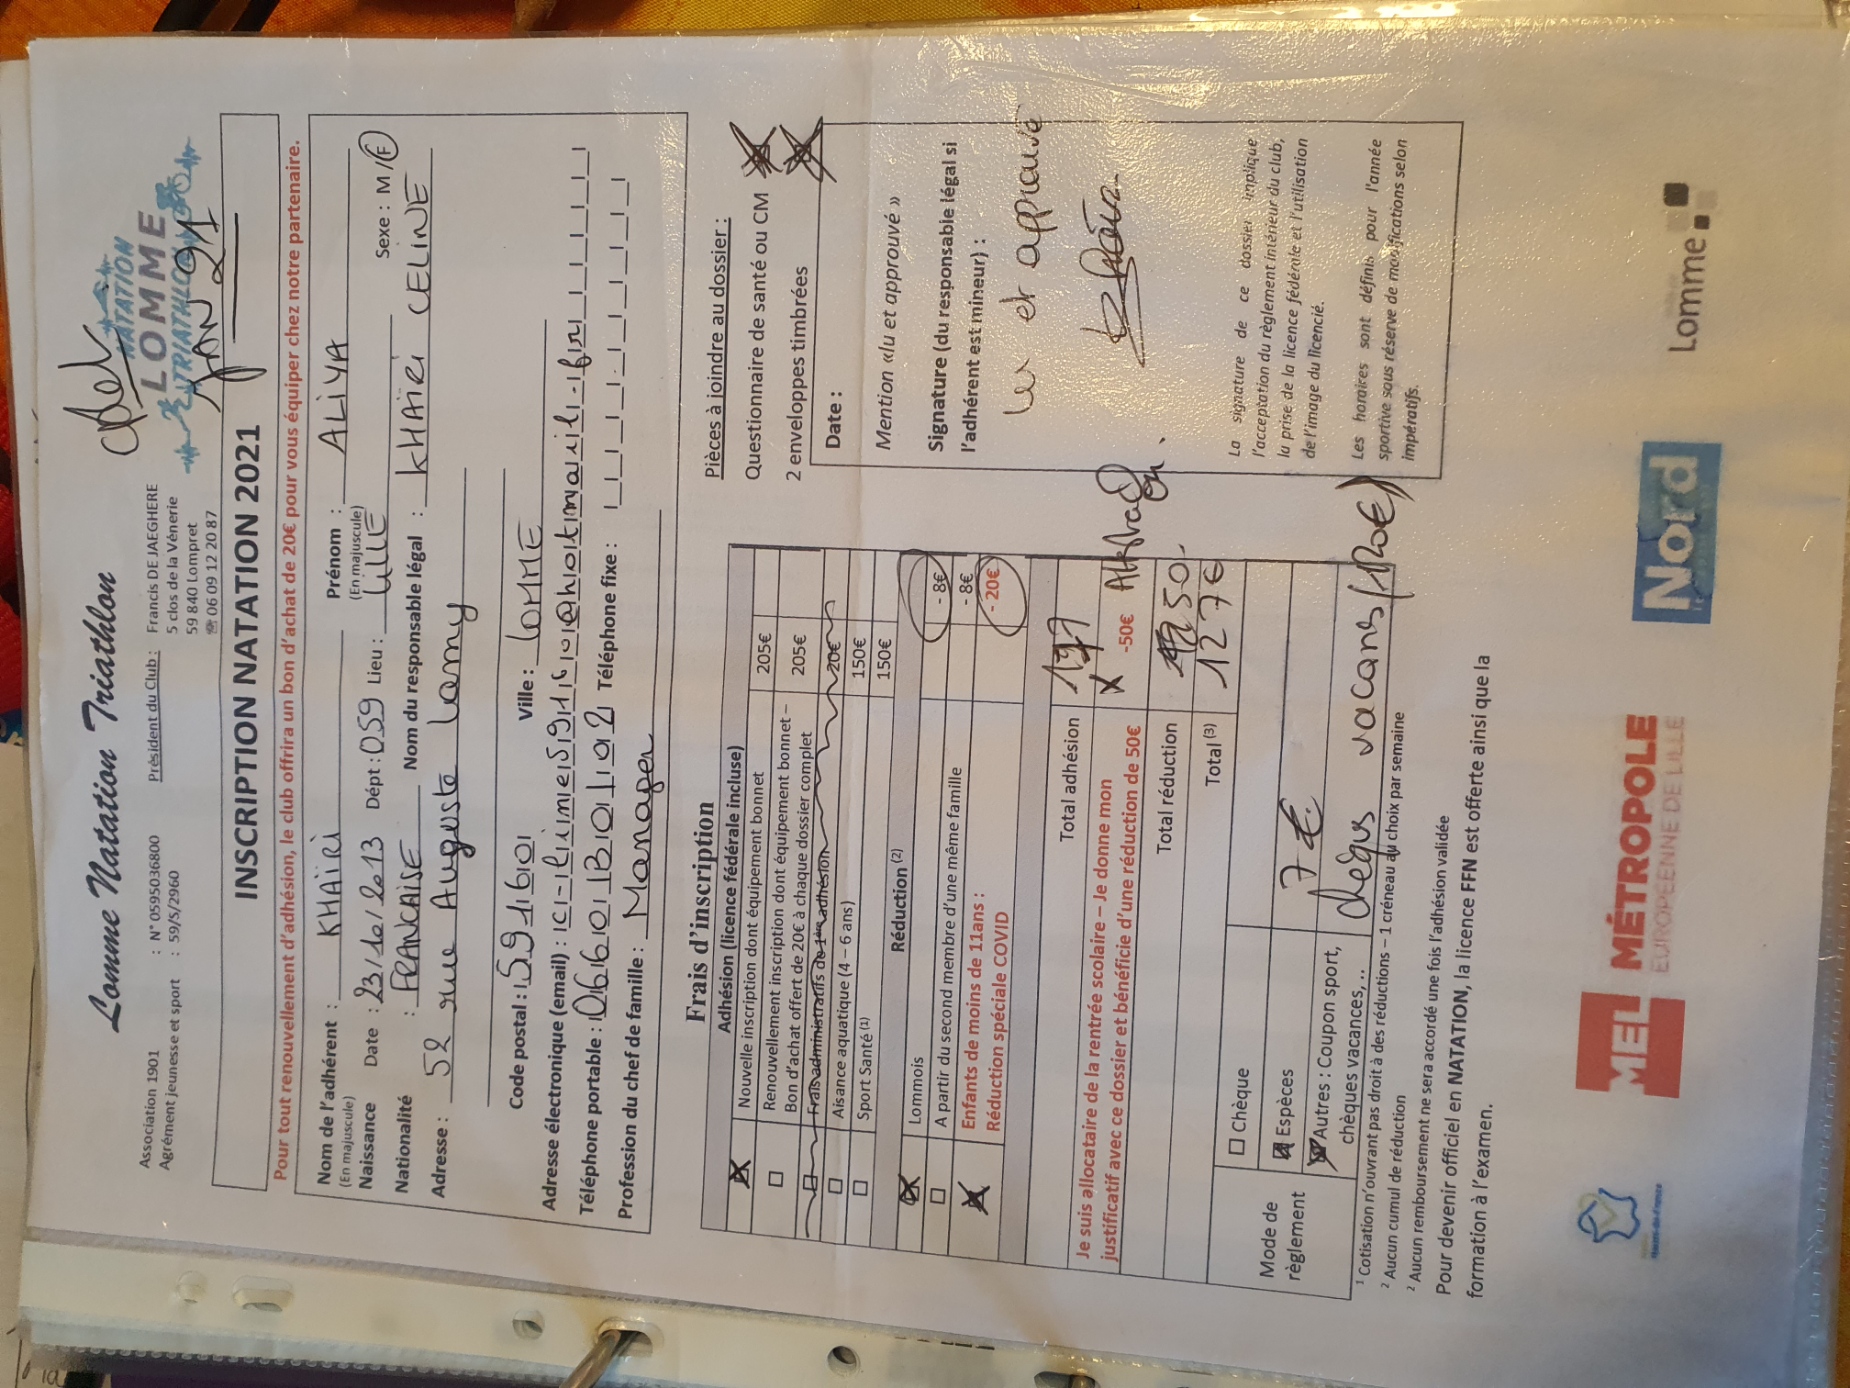 Lomme Natation Triathlon
NATATION
LOMME
TRIATHLON
JAN 21
Association 1901 : N° 0595036800
Agrément jeunesse et sport : 59/S/2960
Président du Club : Francis DE JAEGHERE
5 clos de la Vènerie
59 840 Lompret
☎ 06 09 12 20 87
INSCRIPTION NATATION 2021
Pour tout renouvellement d'adhésion, le club offrira un bon d'achat de 20€ pour vous équiper chez notre partenaire.
Nom de l'adhérent : KHAÏRI Prénom : ALIYA
(En majuscule) (En majuscule)
Naissance Date : 23/10/2013 Dépt : 059 Lieu : LILLE Sexe : M/F
Nationalité : FRANCAISE Nom du responsable légal : KHAÏRI CELINE
Adresse : 52 rue Auguste Lamy
Code postal : 59160 Ville : LOMME
Adresse électronique (email) :
Téléphone portable : Téléphone fixe :
Profession du chef de famille : Manager
Frais d'inscription
Adhésion (licence fédérale incluse)
Nouvelle inscription dont équipement bonnet 205€
Renouvellement inscription dont équipement bonnet – 205€
Bon d'achat offert de 20€ à chaque dossier complet
Frais administratifs de 1ère adhésion 20€
Aisance aquatique (4 – 6 ans) 150€
Sport Santé (1) 150€
Réduction (2)
Lommois - 8€
A partir du second membre d'une même famille - 8€
Enfants de moins de 11ans :
Réduction spéciale COVID - 20€
Total adhésion 177
Je suis allocataire de la rentrée scolaire – Je donne mon
justificatif avec ce dossier et bénéficie d'une réduction de 50€ X -50€
Total réduction 50
Total (3) 127€
Mode de
règlement
Chèque
Espèces 7€
Autres : Coupon sport,
chèques vacances,... chèqus vacans (120€)
Pièces à joindre au dossier :
Questionnaire de santé ou CM
2 enveloppes timbrées
Date :
Mention «lu et approuvé »
Signature (du responsable légal si
l'adhérent est mineur) :
lu et approuvé
La signature de ce dossier implique
l'acceptation du règlement intérieur du club,
la prise de la licence fédérale et l'utilisation
de l'image du licencié.
Les horaires sont définis pour l'année
sportive sous réserve de modifications selon
impératifs.
1 Cotisation n'ouvrant pas droit à des réductions – 1 créneau au choix par semaine
2 Aucun cumul de réduction
2 Aucun remboursement ne sera accordé une fois l'adhésion validée
Pour devenir officiel en NATATION, la licence FFN est offerte ainsi que la
formation à l'examen.
MEL MÉTROPOLE
EUROPÉENNE DE LILLE
Nord
Lomme